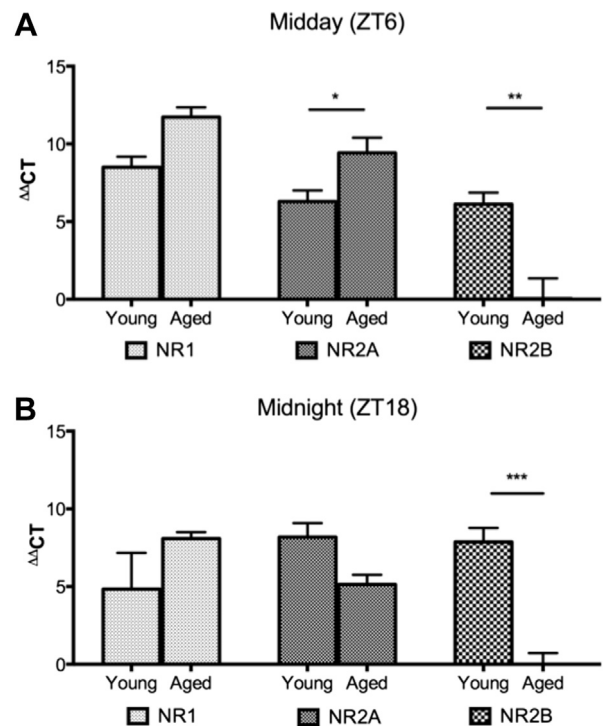 A
Midday (ZT6)
15
10
5
0
ΔΔCT
*
**
Young Aged Young Aged Young Aged
NR1 NR2A NR2B
B
Midnight (ZT18)
15
10
5
0
ΔΔCT
***
Young Aged Young Aged Young Aged
NR1 NR2A NR2B